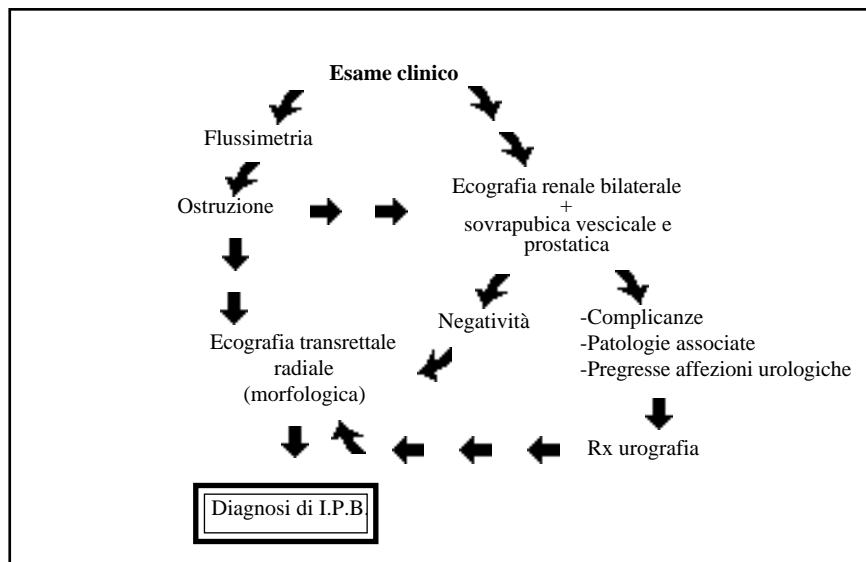 Esame clinico
Flussimetria
Ostruzione
Ecografia renale bilaterale
+
sovrapubica vescicale e
prostatica
Negatività
-Complicanze
-Patologie associate
-Pregresse affezioni urologiche
Ecografia transrettale
radiale
(morfologica)
Rx urografia
Diagnosi di I.P.B.